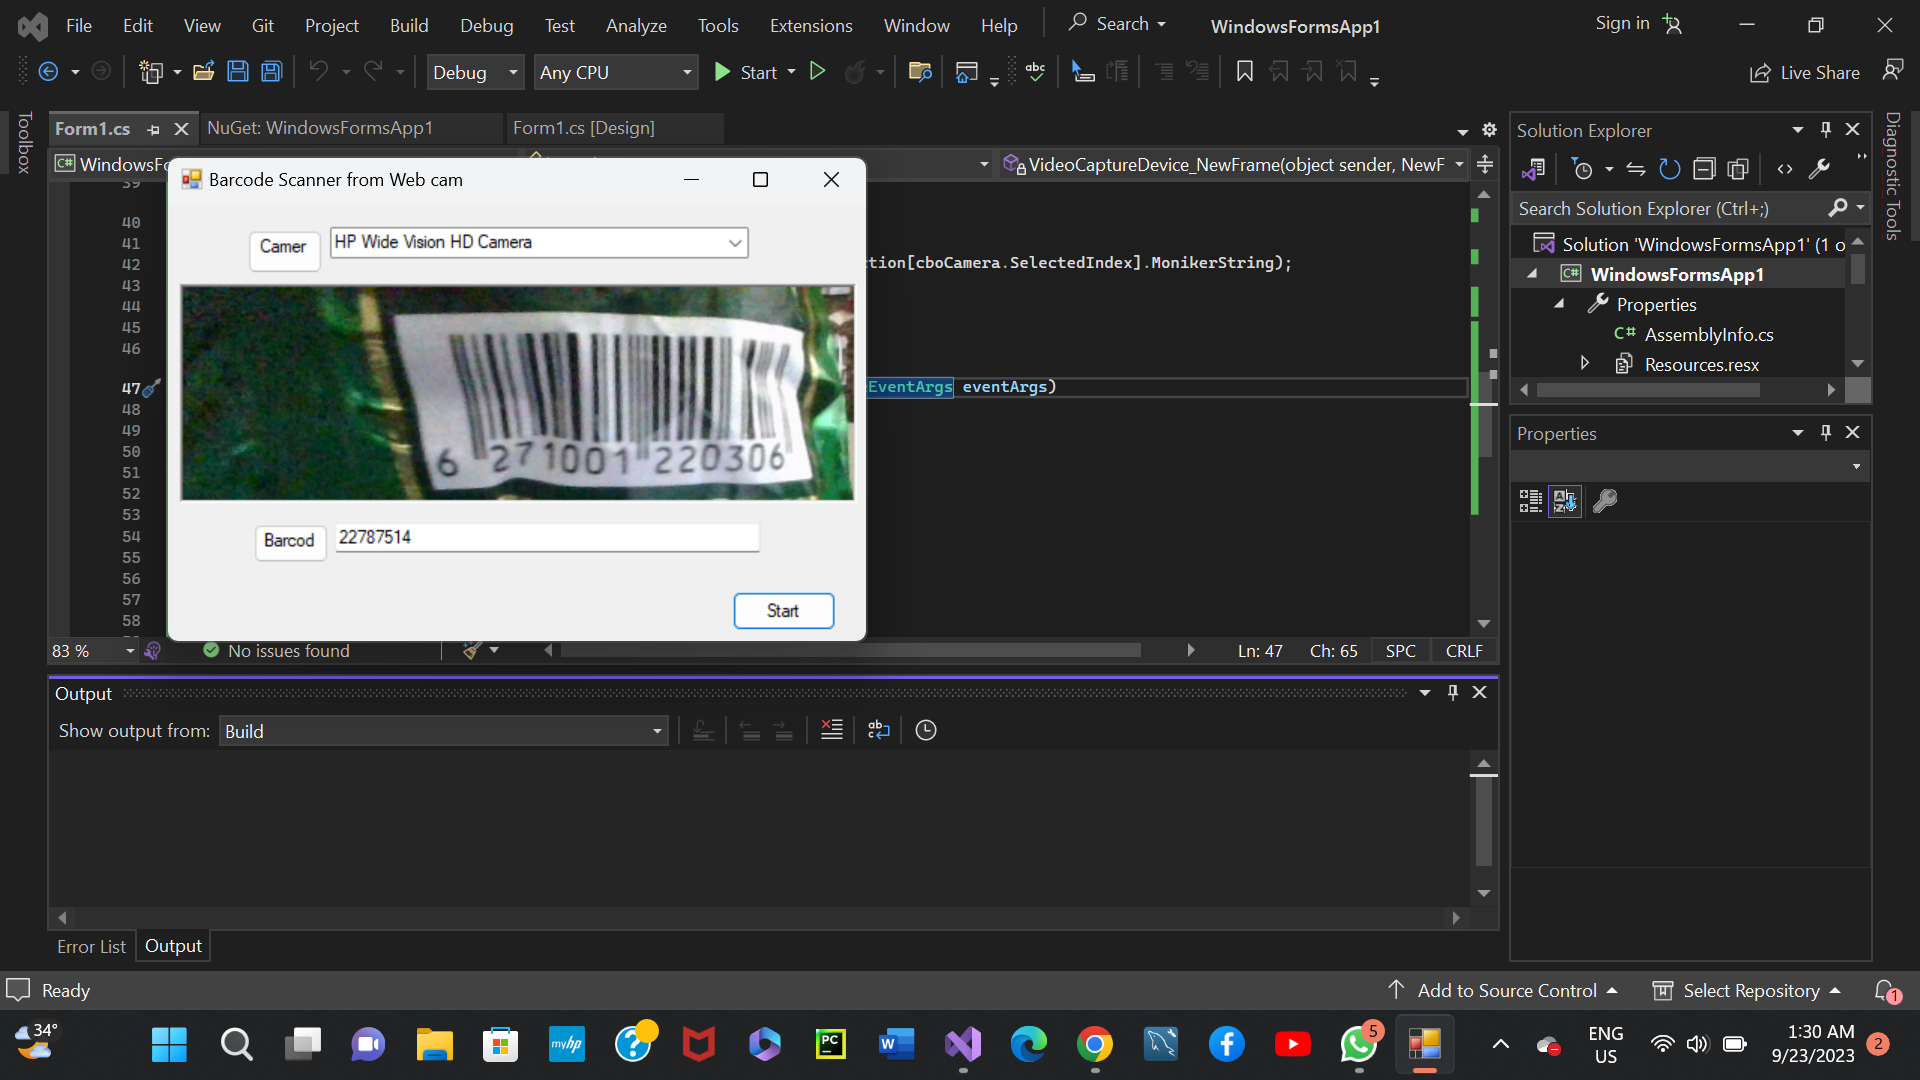 File Edit View Git Project Build Debug Test Analyze Tools Extensions Window Help Search WindowsFormsApp1 Sign in
Debug Any CPU Start Live Share
Toolbox
Form1.cs NuGet: WindowsFormsApp1 Form1.cs [Design]
VideoCaptureDevice_NewFrame(object sender, NewF
Barcode Scanner from Web cam
Camer HP Wide Vision HD Camera
6 271001 220306
Barcod 22787514
Start
40
41
42 tion[cboCamera.SelectedIndex].MonikerString);
43
44
45
46
47 EventArgs eventArgs)
48
49
50
51
52
53
54
55
56
57
58
83 % No issues found Ln: 47 Ch: 65 SPC CRLF
Output
Show output from: Build
Error List Output
Solution Explorer
Search Solution Explorer (Ctrl+;)
Solution 'WindowsFormsApp1' (1 o
WindowsFormsApp1
Properties
AssemblyInfo.cs
Resources.resx
Properties
Diagnostic Tools
Ready Add to Source Control Select Repository 1
34° myhp PC W 5 ENG US 1:30 AM 9/23/2023 2